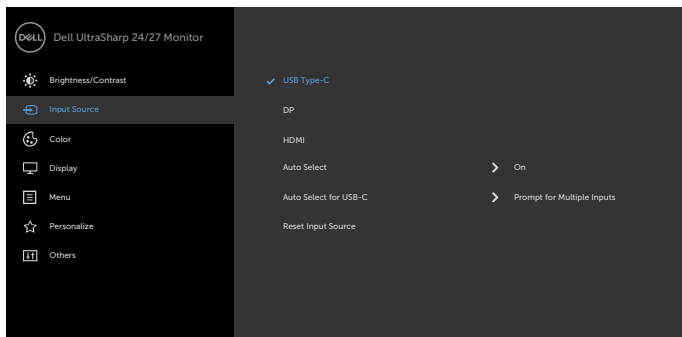 DELL Dell UltraSharp 24/27 Monitor
Brightness/Contrast
USB Type-C
Input Source
DP
Color
HDMI
Display
Auto Select On
Menu
Auto Select for USB-C Prompt for Multiple Inputs
Personalize
Reset Input Source
Others